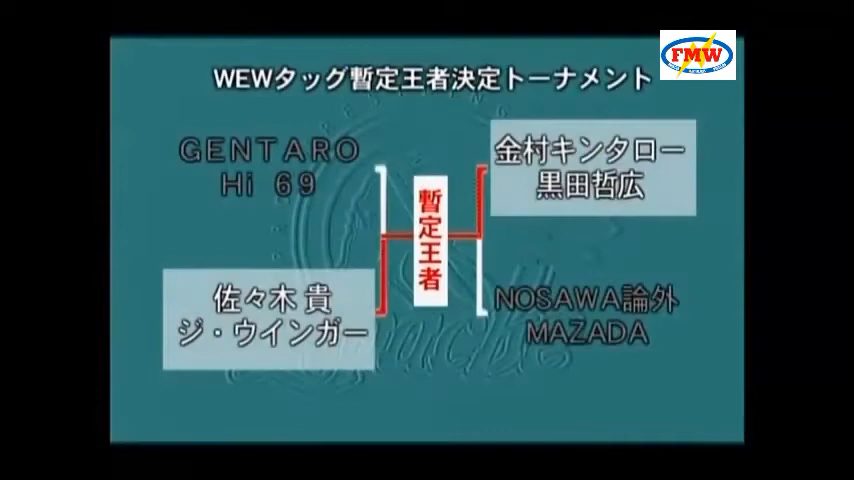 FMW
WEWタッグ暫定王者決定トーナメント
GENTARO
Hi 69
金村キンタロー
黒田哲広
暫定王者
佐々木 貴
ジ・ウインガー
NOSAWA論外
MAZADA